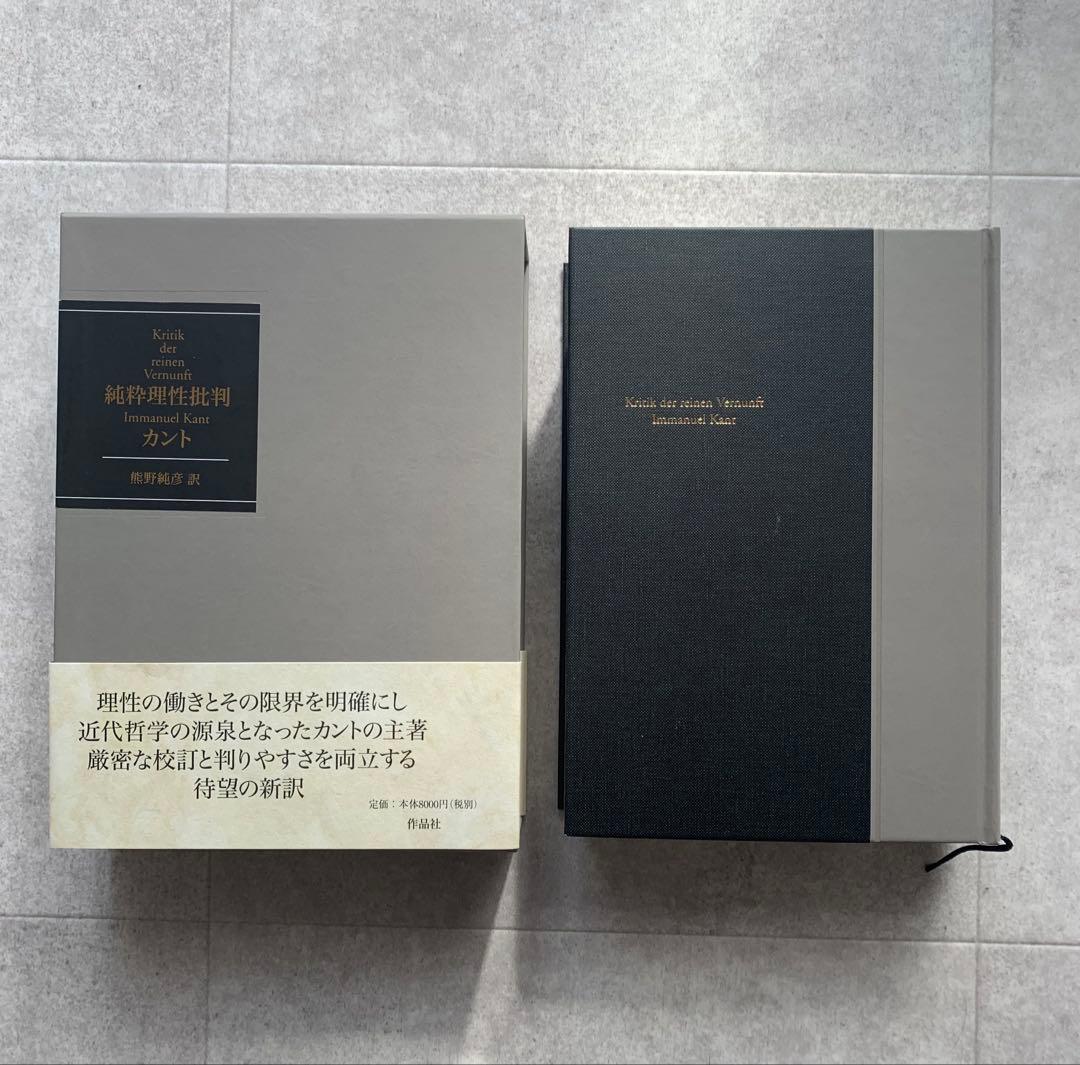 Kritik
der
reinen
Vernunft
純粋理性批判
Immanuel Kant
カント
熊野純彦 訳
理性の働きとその限界を明確にし
近代哲学の源泉となったカントの主著
厳密な校訂と判りやすさを両立する
待望の新訳
定価：本体8000円（税別）
作品社
Kritik der reinen Vernunft
Immanuel Kant